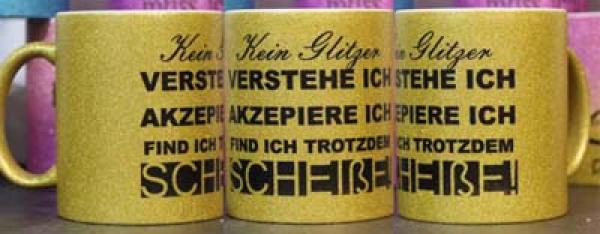 Kein Glitzer
VERSTEHE ICH
AKZEPIERE ICH
FIND ICH TROTZDEM
SCHEIßE!